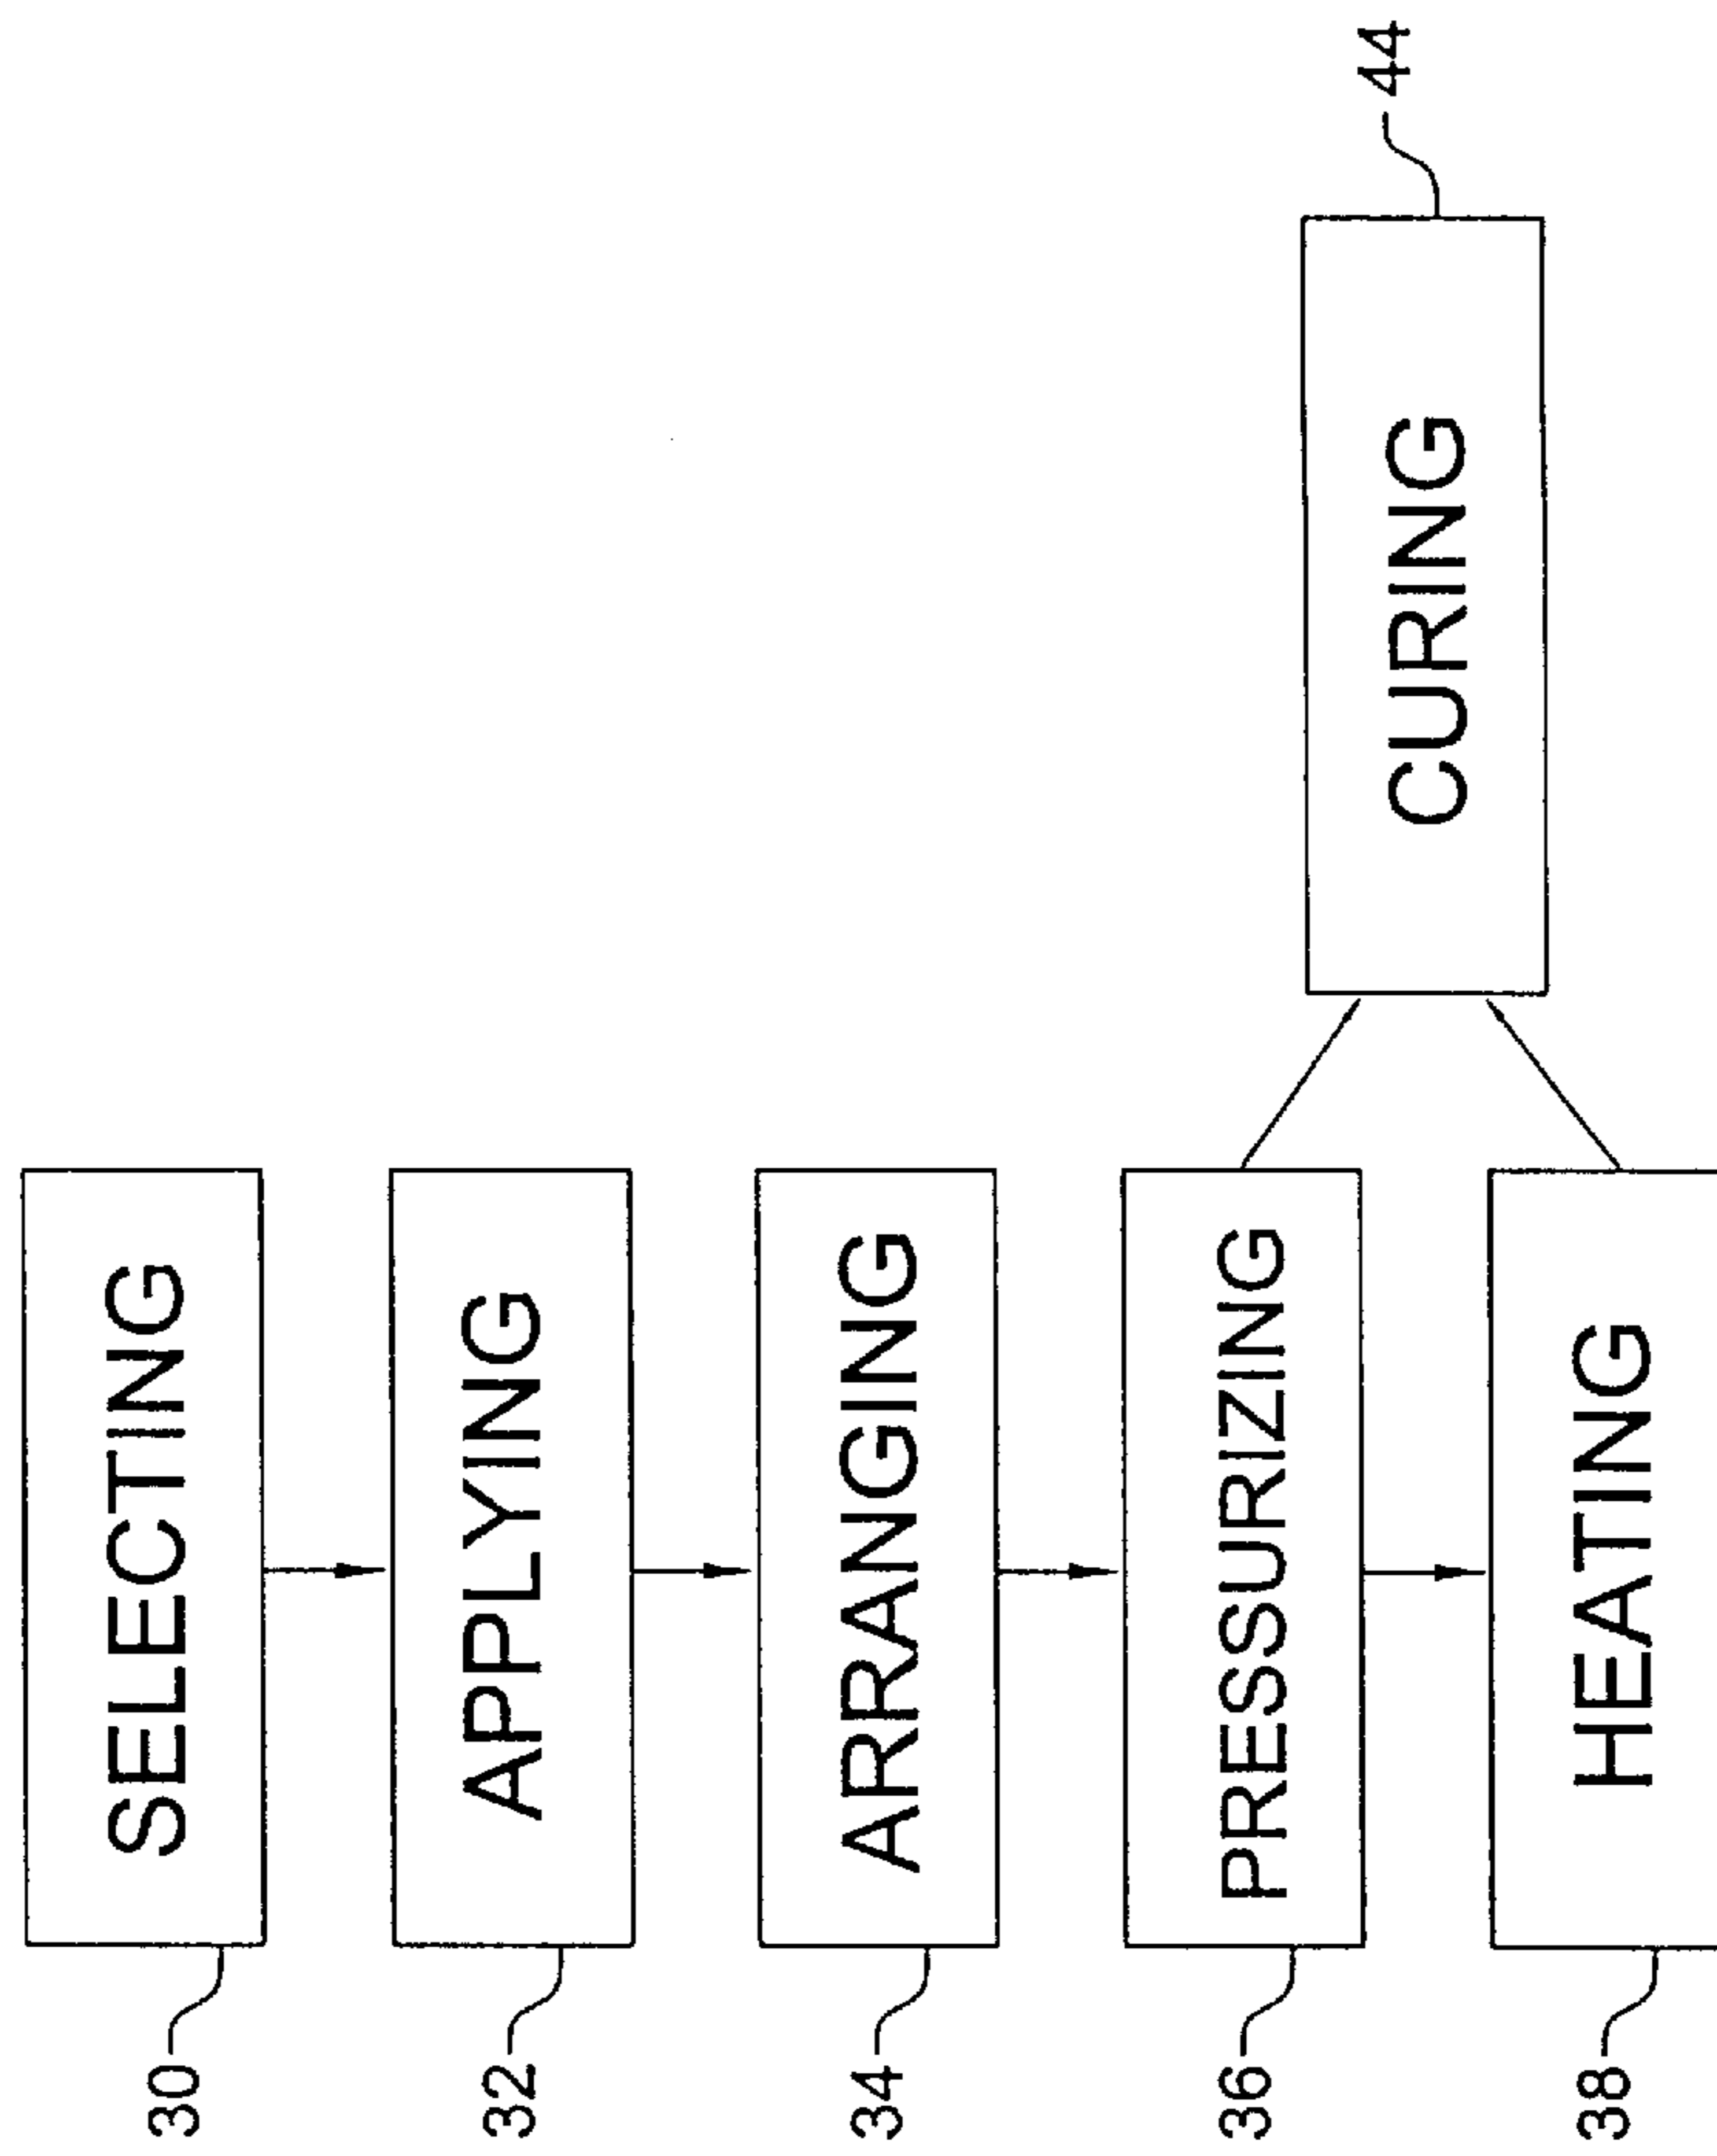 30
SELECTING
32
APPLYING
34
ARRANGING
36
PRESSURIZING
44
CURING
38
HEATING